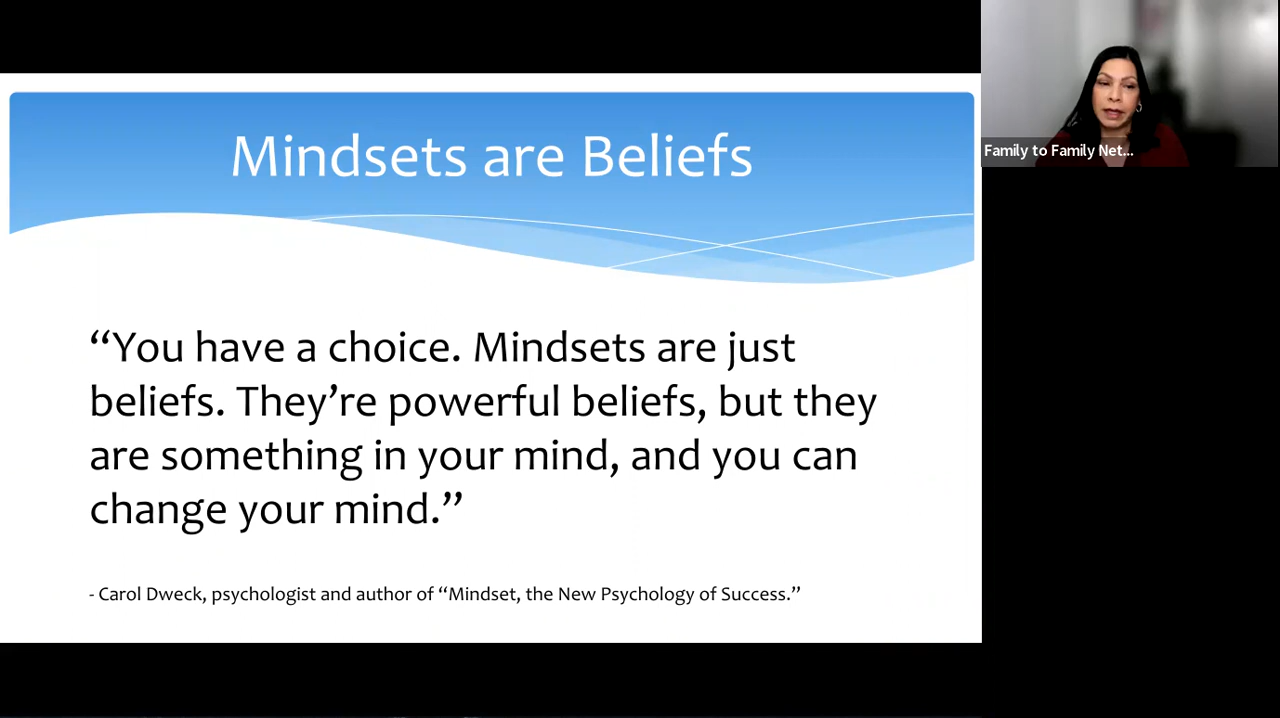 Mindsets are Beliefs
“You have a choice. Mindsets are just
beliefs. They’re powerful beliefs, but they
are something in your mind, and you can
change your mind.”
- Carol Dweck, psychologist and author of “Mindset, the New Psychology of Success.”
Family to Family Net...